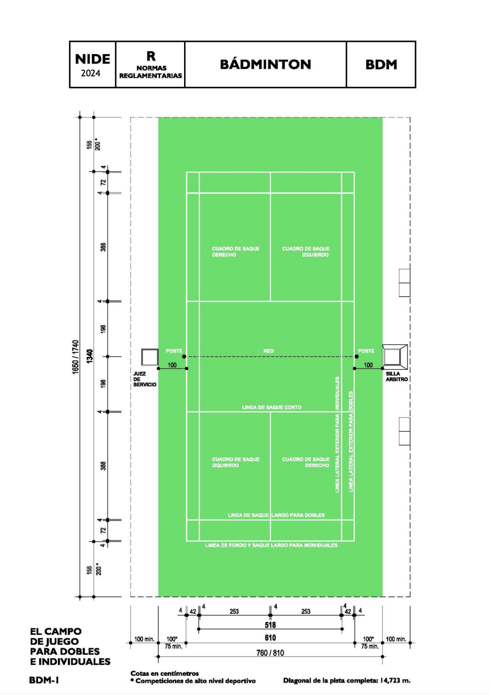 NIDE
2024
R
NORMAS
REGLAMENTARIAS
BÁDMINTON
BDM
155
200*
4
72
4
388
4
198
1650 / 1740
1340
198
4
388
4
72
4
155
200*
CUADRO DE SAQUE
DERECHO
CUADRO DE SAQUE
IZQUIERDO
POSTE
RED
POSTE
100
100
JUEZ
DE
SERVICIO
SILLA
ARBITRO
LINEA DE SAQUE CORTO
LINEA LATERAL EXTERIOR PARA INDIVIDUALES
LINEA LATERAL EXTERIOR PARA DOBLES
CUADRO DE SAQUE
IZQUIERDO
CUADRO DE SAQUE
DERECHO
LINEA DE SAQUE LARGO PARA DOBLES
LINEA DE FONDO Y SAQUE LARGO PARA INDIVIDUALES
4 42 4 253 4 253 4 42 4
518
610
100 min. 100* 100* 100 min.
75 min. 75 min.
760 / 810
EL CAMPO
DE JUEGO
PARA DOBLES
E INDIVIDUALES
BDM-1
Cotas en centímetros
* Competiciones de alto nivel deportivo
Diagonal de la pista completa: 14,723 m.